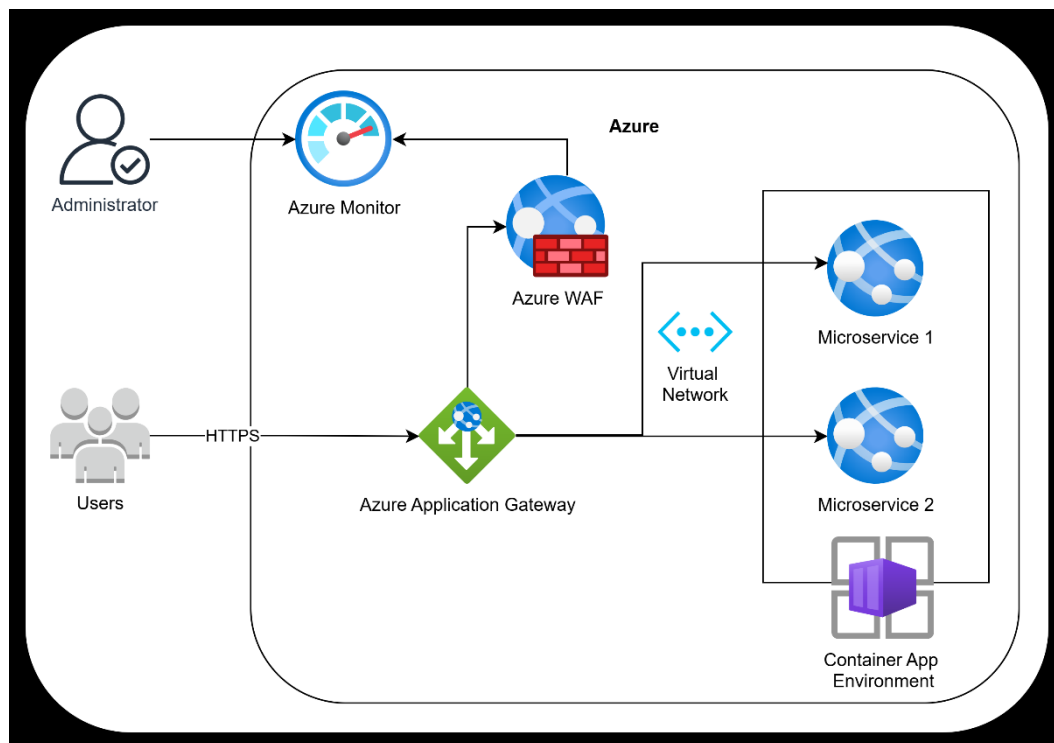 Azure
Administrator
Azure Monitor
Azure WAF
Microservice 1
Virtual
Network
HTTPS
Users
Azure Application Gateway
Microservice 2
Container App
Environment